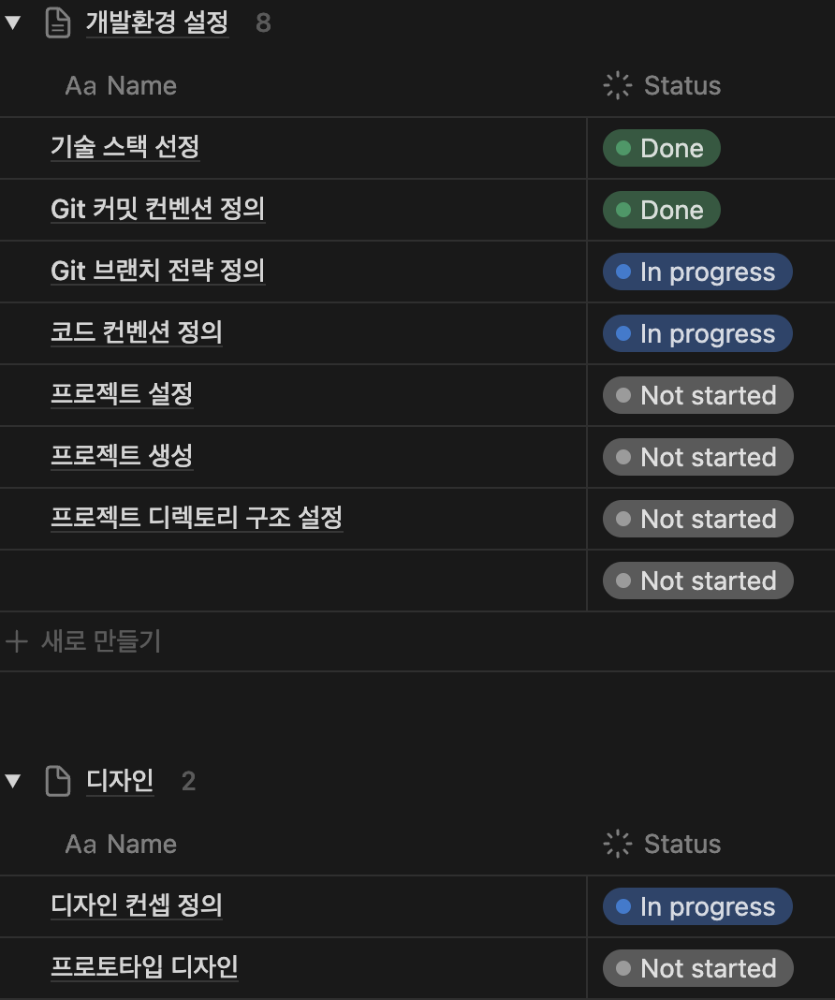 개발환경 설정 8
Aa Name Status
기술 스택 선정 Done
Git 커밋 컨벤션 정의 Done
Git 브랜치 전략 정의 In progress
코드 컨벤션 정의 In progress
프로젝트 설정 Not started
프로젝트 생성 Not started
프로젝트 디렉토리 구조 설정 Not started
Not started
새로 만들기
디자인 2
Aa Name Status
디자인 컨셉 정의 In progress
프로토타입 디자인 Not started